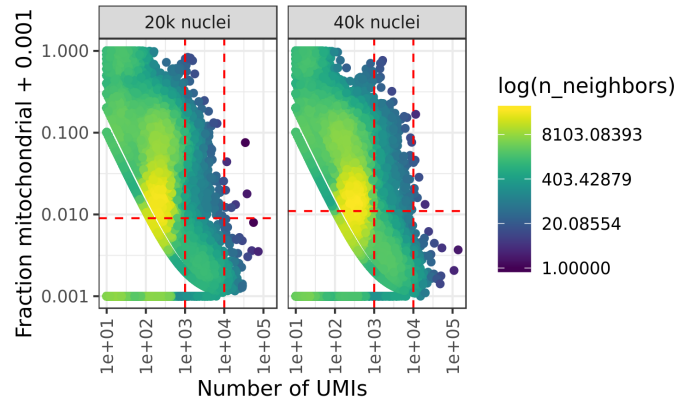 20k nuclei
40k nuclei
Fraction mitochondrial + 0.001
1.000
0.100
0.010
0.001
1e+01
1e+02
1e+03
1e+04
1e+05
1e+01
1e+02
1e+03
1e+04
1e+05
Number of UMIs
log(n_neighbors)
8103.08393
403.42879
20.08554
1.00000